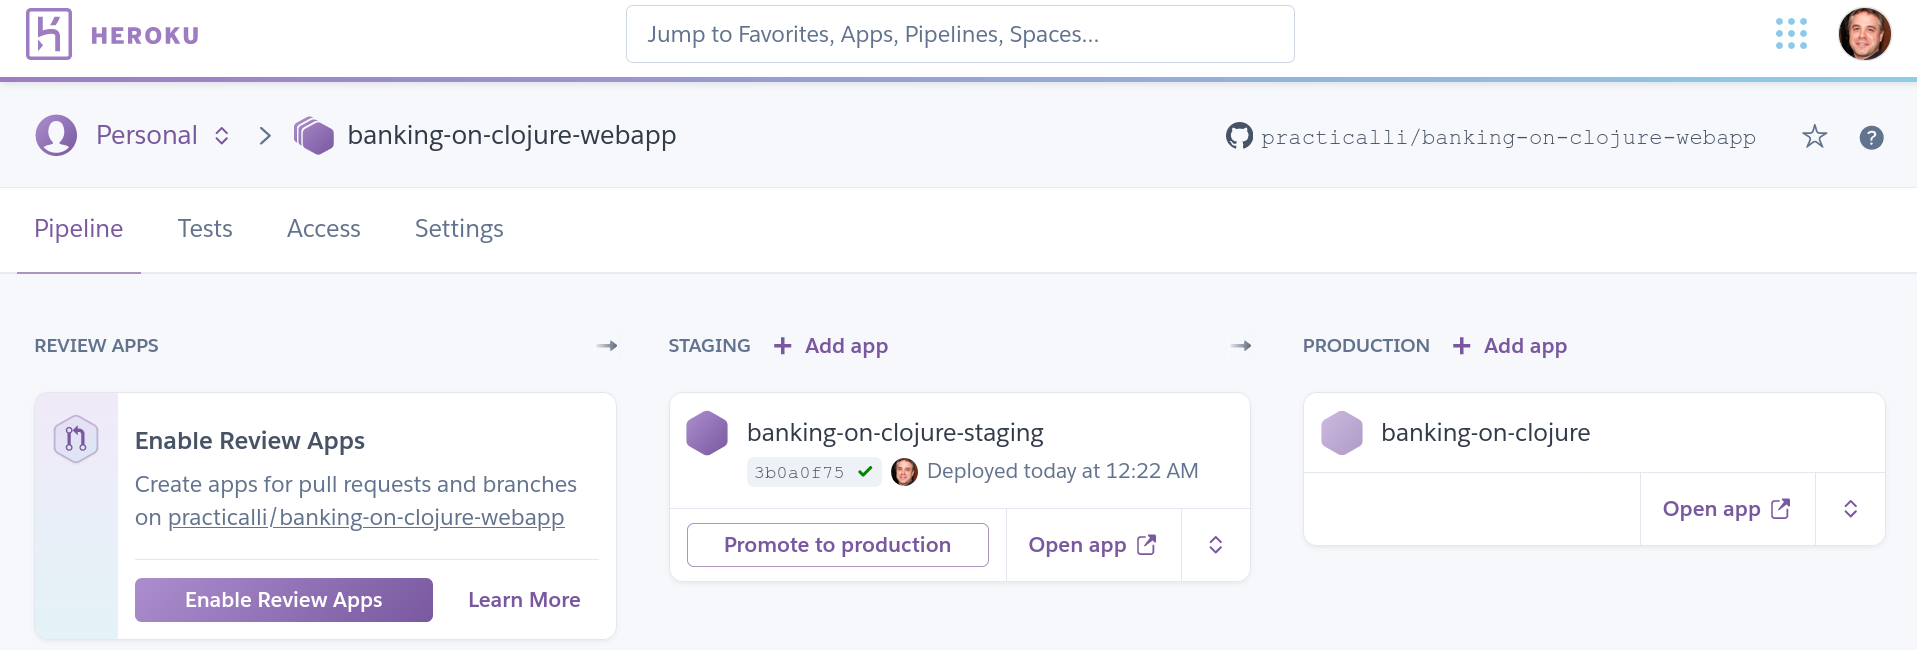 HEROKU
Jump to Favorites, Apps, Pipelines, Spaces...
Personal
banking-on-clojure-webapp
practicalli/banking-on-clojure-webapp
?
Pipeline
Tests
Access
Settings
REVIEW APPS
Enable Review Apps
Create apps for pull requests and branches
on practicalli/banking-on-clojure-webapp
Enable Review Apps
Learn More
STAGING
+ Add app
banking-on-clojure-staging
3b0a0f75
Deployed today at 12:22 AM
Promote to production
Open app
PRODUCTION
+ Add app
banking-on-clojure
Open app